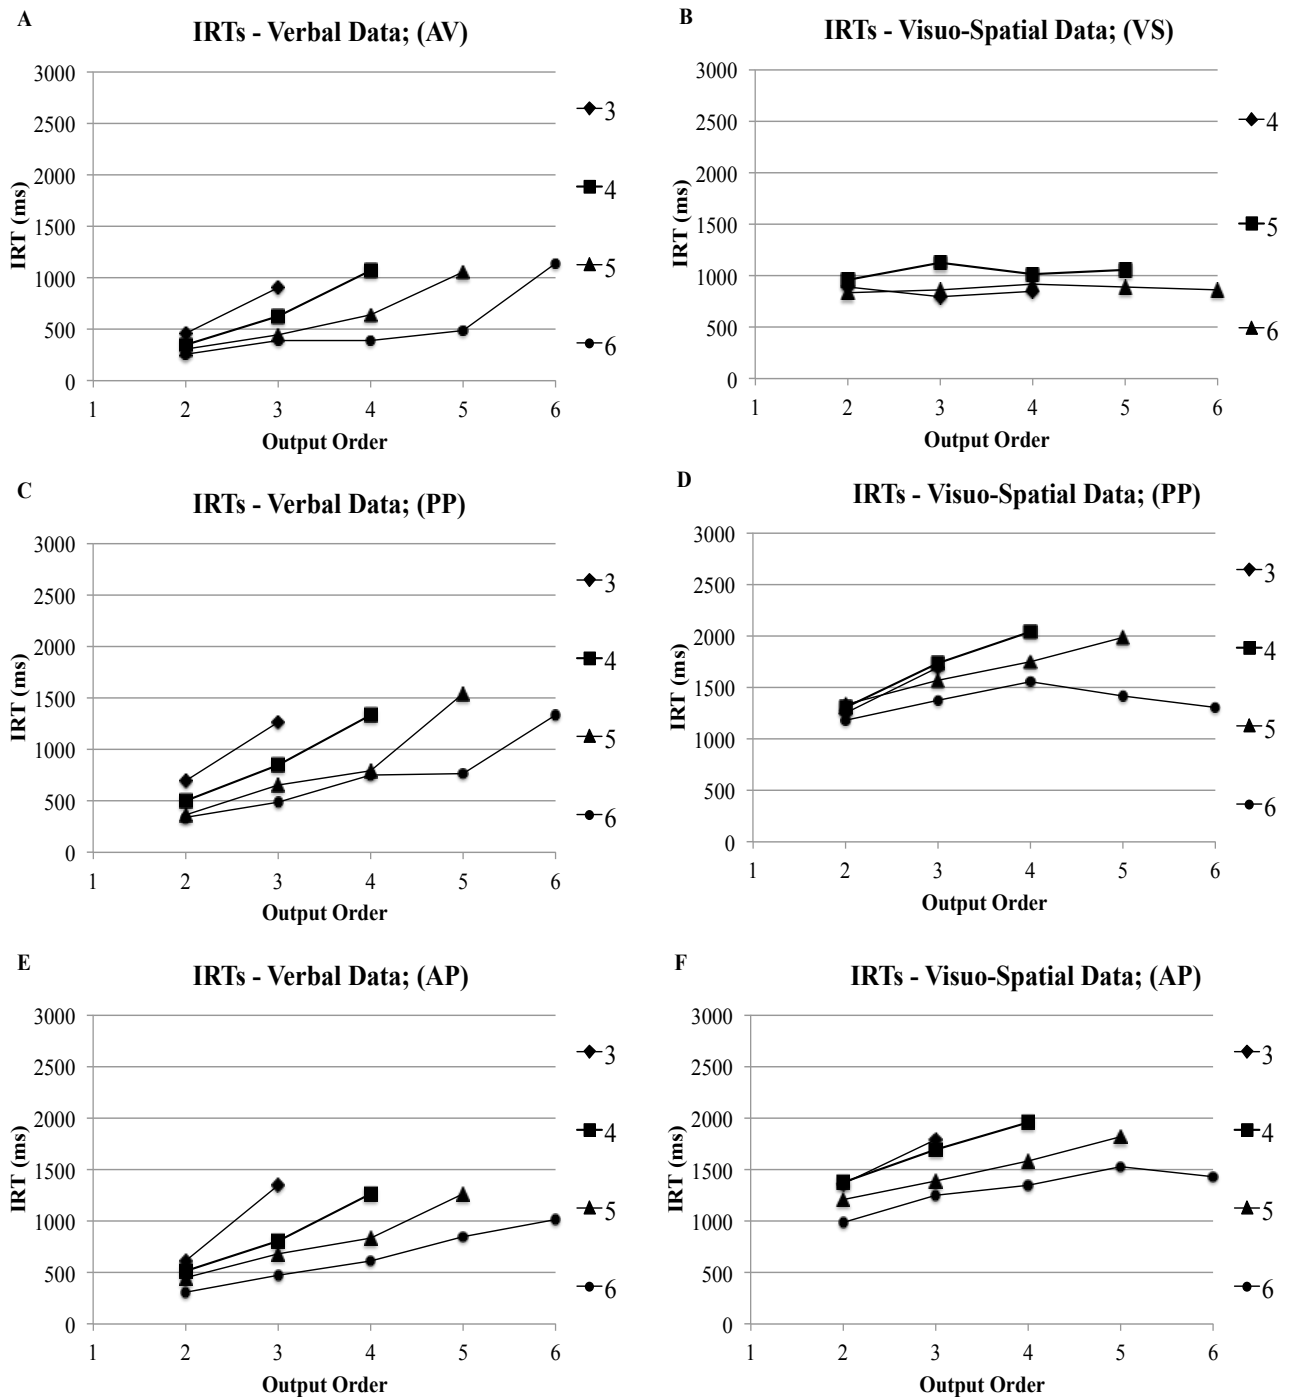 A
IRTs - Verbal Data; (AV)
3000
2500
2000
1500
1000
500
0
IRT (ms)
1 2 3 4 5 6
Output Order
3
4
5
6
B
IRTs - Visuo-Spatial Data; (VS)
3000
2500
2000
1500
1000
500
0
IRT (ms)
1 2 3 4 5 6
Output Order
4
5
6
C
IRTs - Verbal Data; (PP)
3000
2500
2000
1500
1000
500
0
IRT (ms)
1 2 3 4 5 6
Output Order
3
4
5
6
D
IRTs - Visuo-Spatial Data; (PP)
3000
2500
2000
1500
1000
500
0
IRT (ms)
1 2 3 4 5 6
Output Order
3
4
5
6
E
IRTs - Verbal Data; (AP)
3000
2500
2000
1500
1000
500
0
IRT (ms)
1 2 3 4 5 6
Output Order
3
4
5
6
F
IRTs - Visuo-Spatial Data; (AP)
3000
2500
2000
1500
1000
500
0
IRT (ms)
1 2 3 4 5 6
Output Order
3
4
5
6